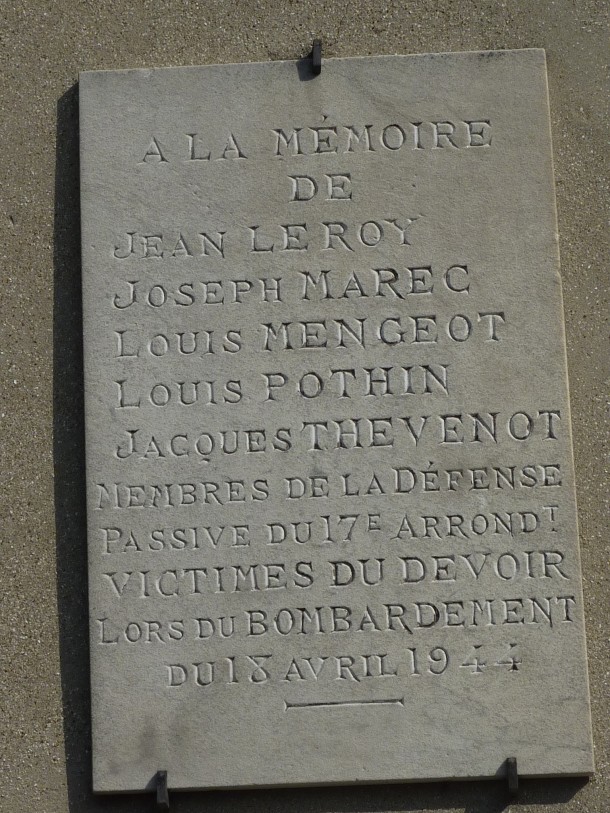 A LA MÉMOIRE
DE
JEAN LE ROY
JOSEPH MAREC
LOUIS MENGEOT
LOUIS POTHIN
JACQUES THEVENOT
MEMBRES DE LA DÉFENSE
PASSIVE DU 17E ARRONDT
VICTIMES DU DEVOIR
LORS DU BOMBARDEMENT
DU 18 AVRIL 1944